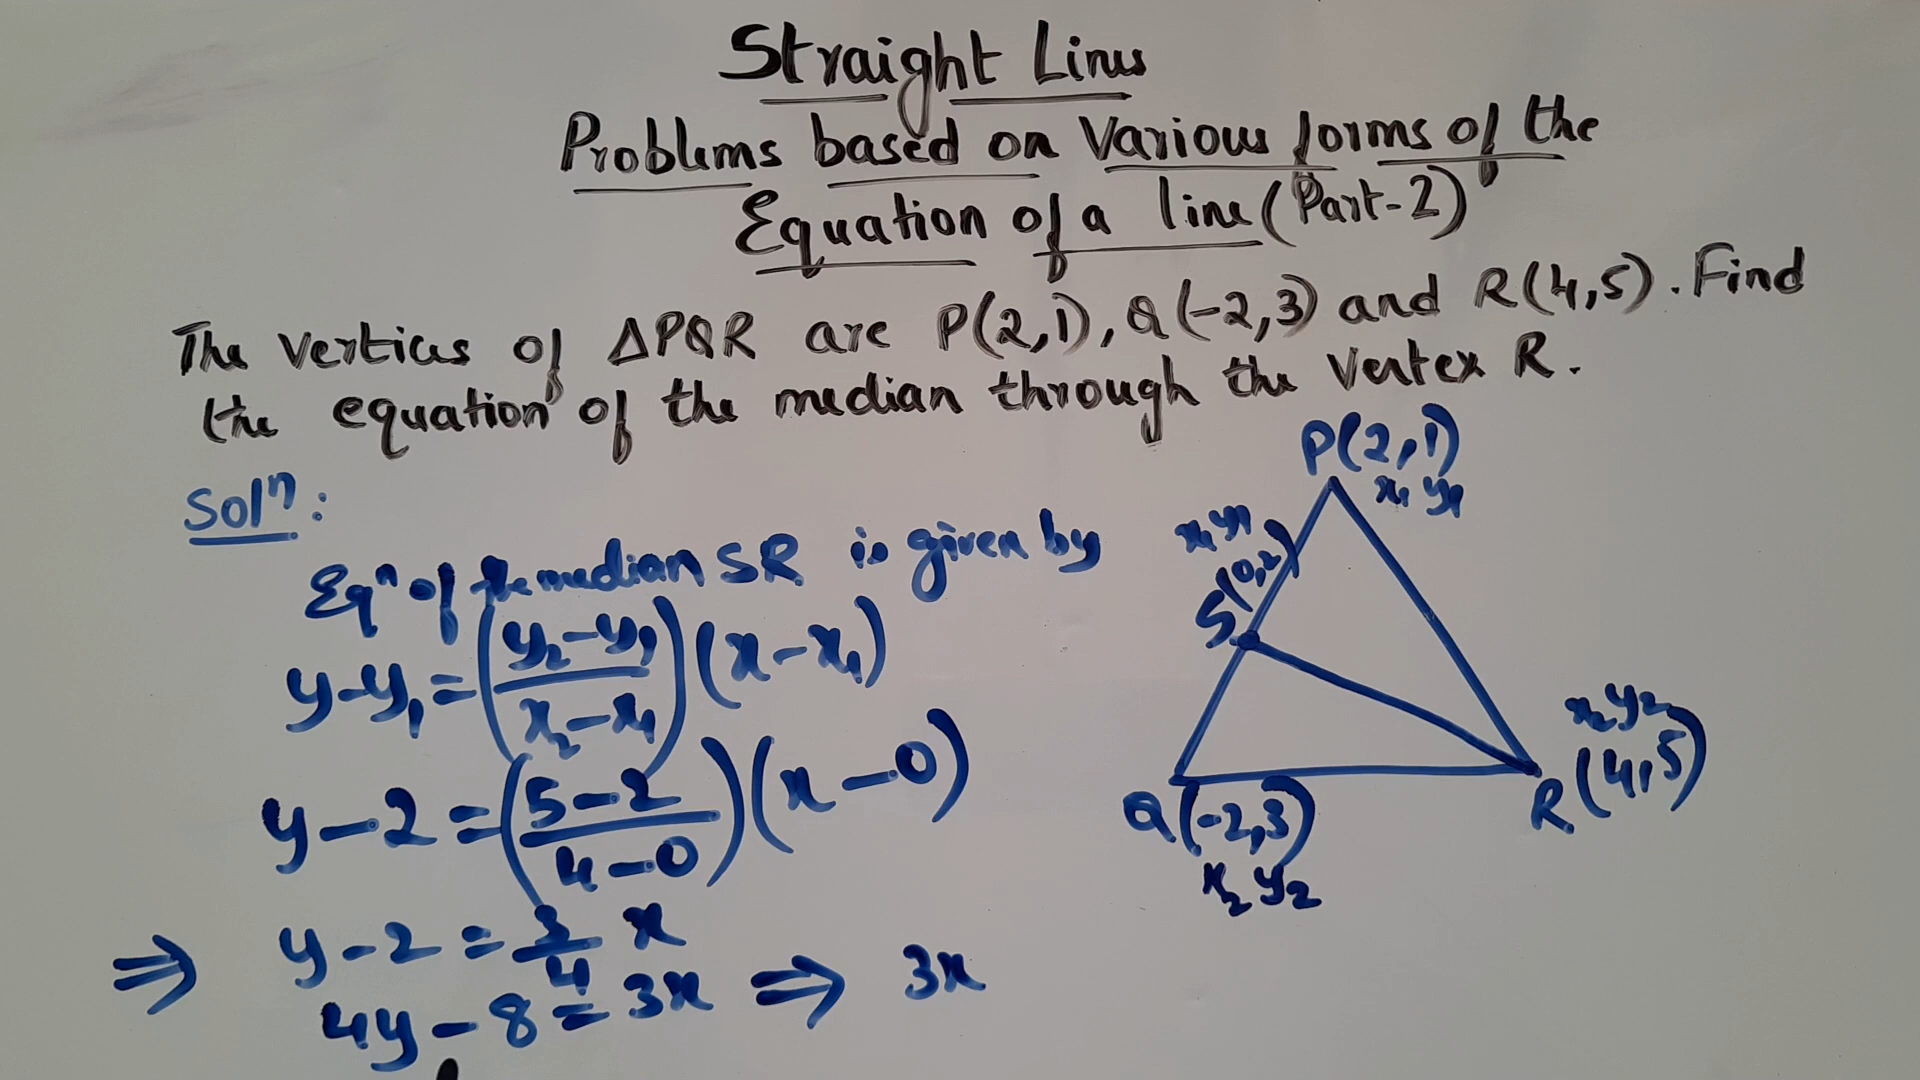 Straight Lines
Problems based on Various forms of the
Equation of a line (Part-2)
The vertices of ΔPQR are P(2,1), Q(-2,3) and R(4,5). Find
the equation of the median through the Vertex R.
Solⁿ:
Eqⁿ of the median SR is given by
y-y₁ = (y₂-y₁/x₂-x₁)(x-x₁)
y-2 = (5-2/4-0)(x-0)
⇒ y-2 = 3/4 x
4y-8 = 3x ⇒ 3x
P(2,1)
x₁ y₁
x₁ y₁
S(0,2)
x₂ y₂
R(4,5)
Q(-2,3)
x₂ y₂